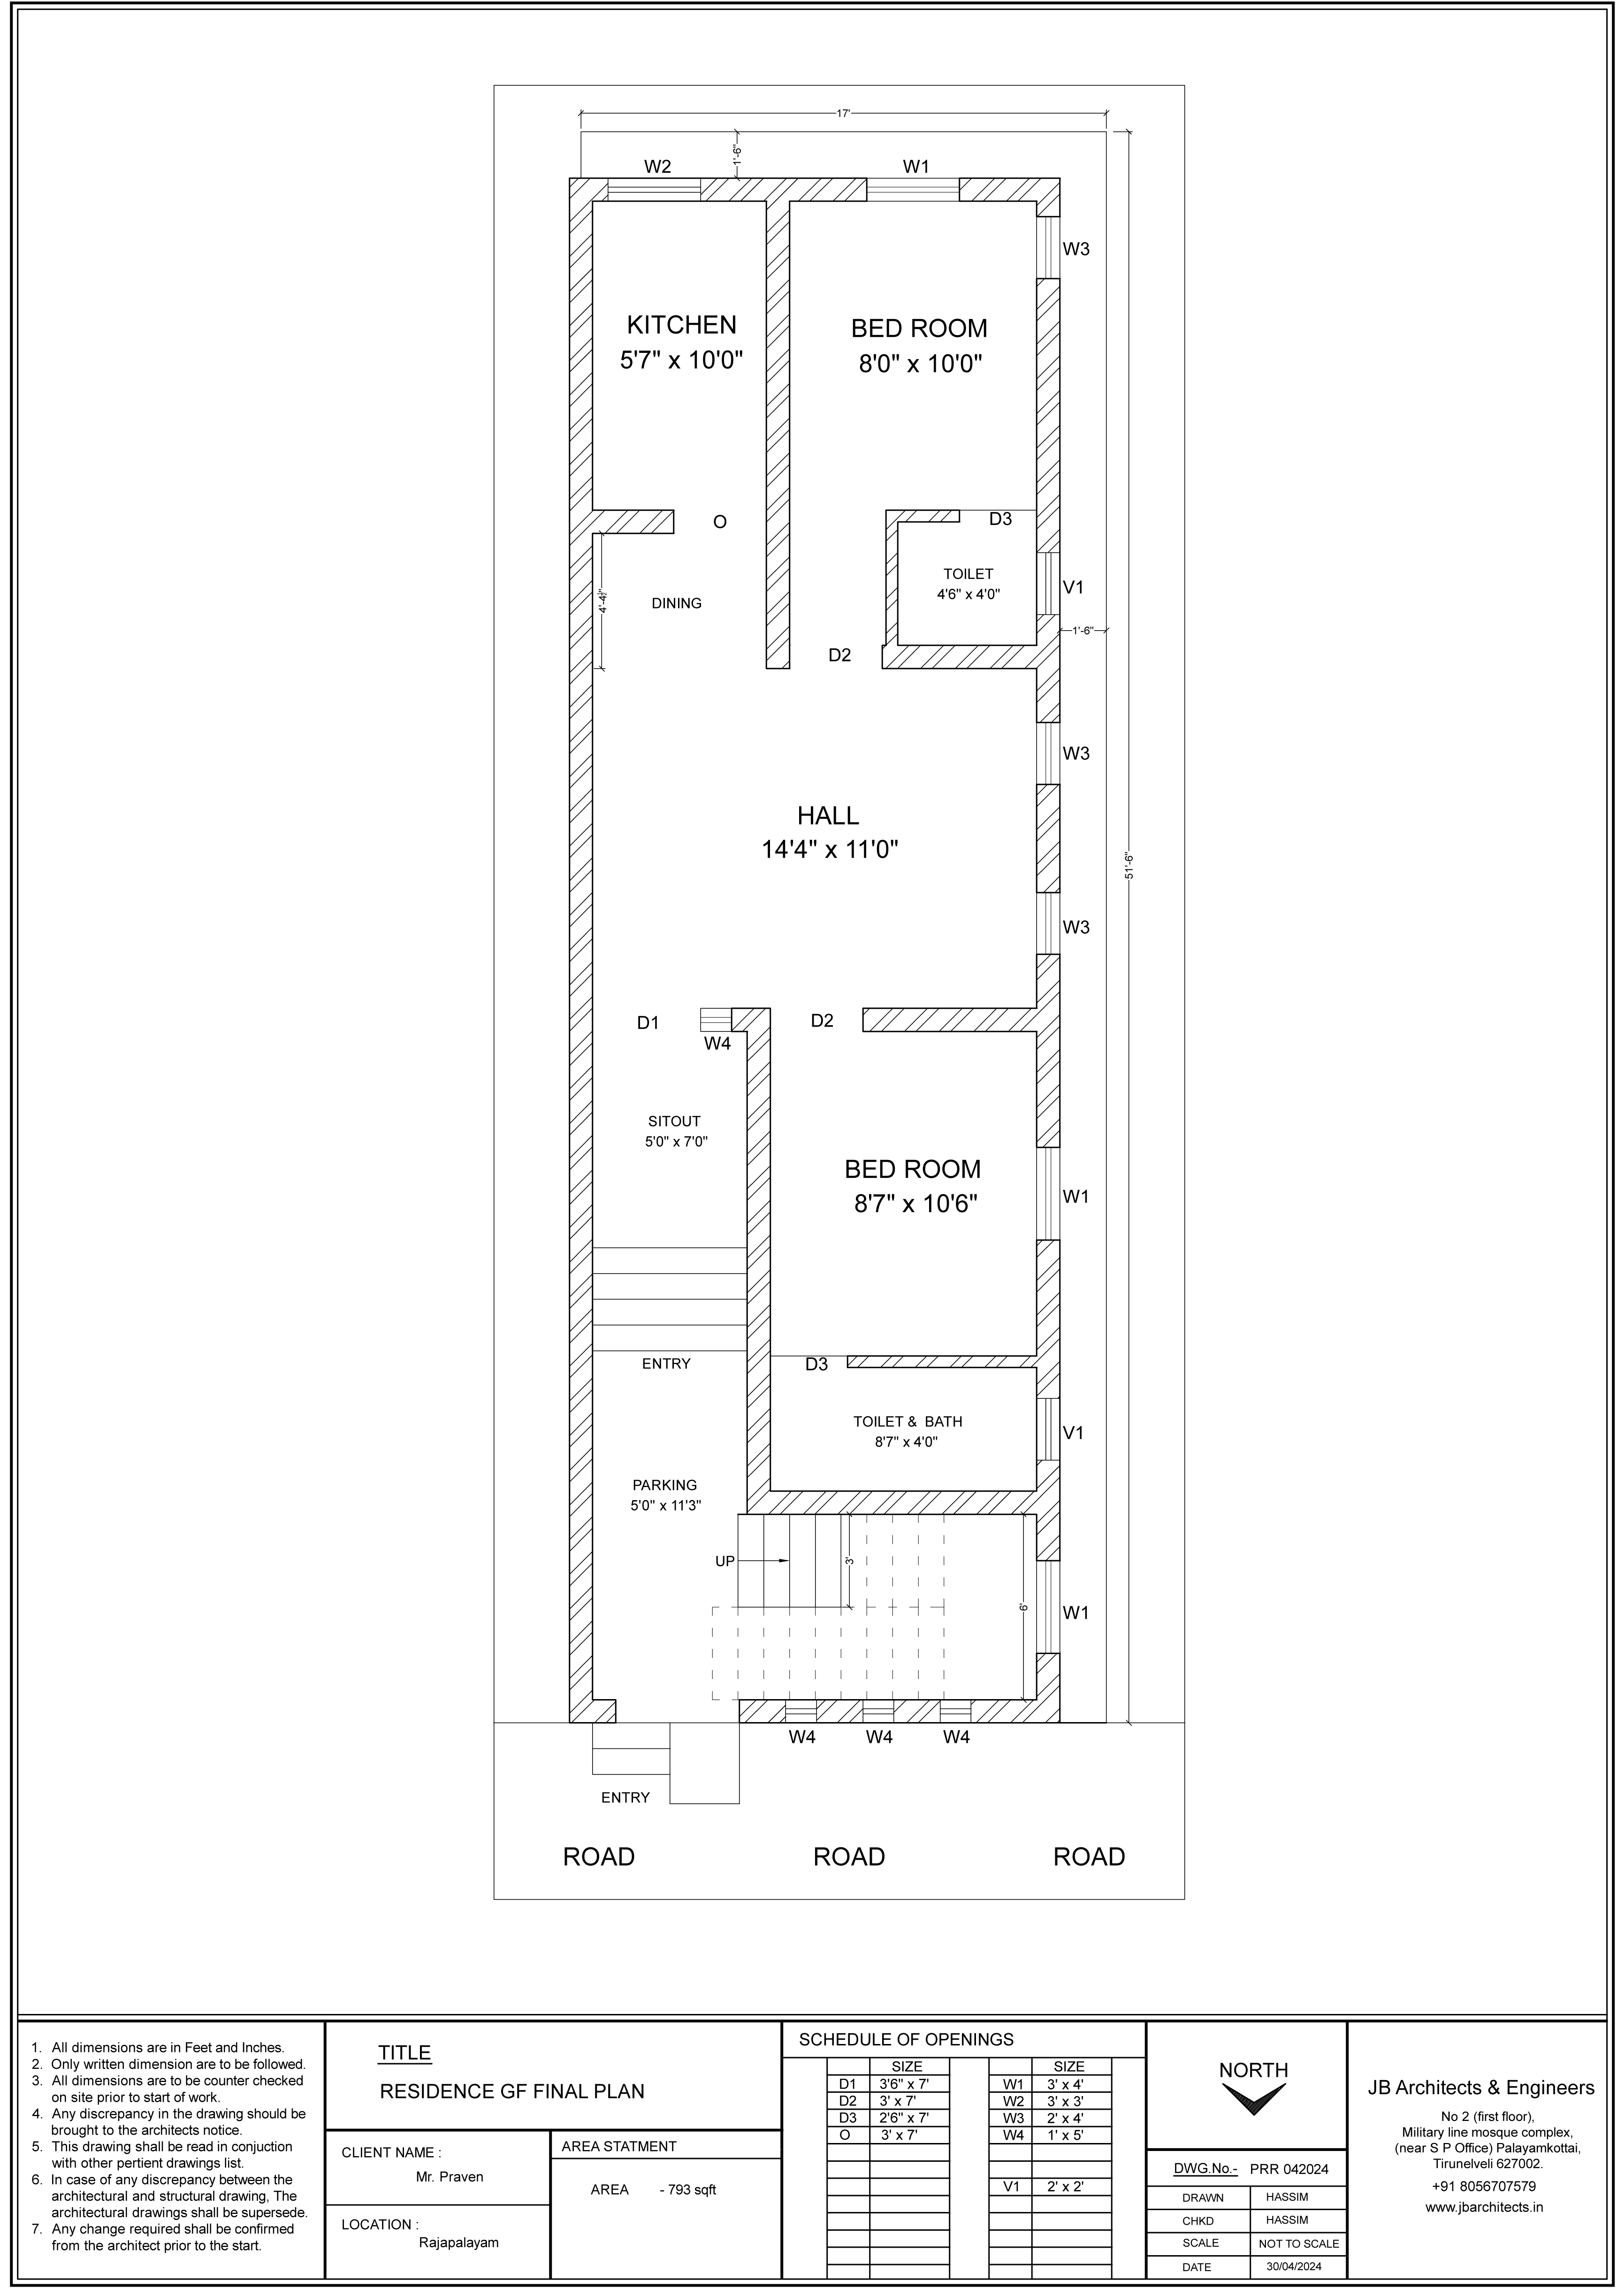 17'
1'-6"
W2
W1
W3
KITCHEN
5'7" x 10'0"
BED ROOM
8'0" x 10'0"
O
D3
TOILET
4'6" x 4'0"
V1
4'-4½"
DINING
1'-6"
D2
W3
HALL
14'4" x 11'0"
51'-6"
W3
D1
W4
D2
SITOUT
5'0" x 7'0"
BED ROOM
8'7" x 10'6"
W1
ENTRY
D3
TOILET & BATH
8'7" x 4'0"
V1
PARKING
5'0" x 11'3"
UP
3'
6'
W1
W4
W4
W4
ENTRY
ROAD
ROAD
ROAD
1. All dimensions are in Feet and Inches.
2. Only written dimension are to be followed.
3. All dimensions are to be counter checked
on site prior to start of work.
4. Any discrepancy in the drawing should be
brought to the architects notice.
5. This drawing shall be read in conjuction
with other pertient drawings list.
6. In case of any discrepancy between the
architectural and structural drawing, The
architectural drawings shall be supersede.
7. Any change required shall be confirmed
from the architect prior to the start.
TITLE
RESIDENCE GF FINAL PLAN
CLIENT NAME :
Mr. Praven
LOCATION :
Rajapalayam
AREA STATMENT
AREA - 793 sqft
SCHEDULE OF OPENINGS
SIZE
D1 3'6" x 7'
D2 3' x 7'
D3 2'6" x 7'
O 3' x 7'
SIZE
W1 3' x 4'
W2 3' x 3'
W3 2' x 4'
W4 1' x 5'
V1 2' x 2'
NORTH
DWG.No.- PRR 042024
DRAWN HASSIM
CHKD HASSIM
SCALE NOT TO SCALE
DATE 30/04/2024
JB Architects & Engineers
No 2 (first floor),
Military line mosque complex,
(near S P Office) Palayamkottai,
Tirunelveli 627002.
+91 8056707579
www.jbarchitects.in